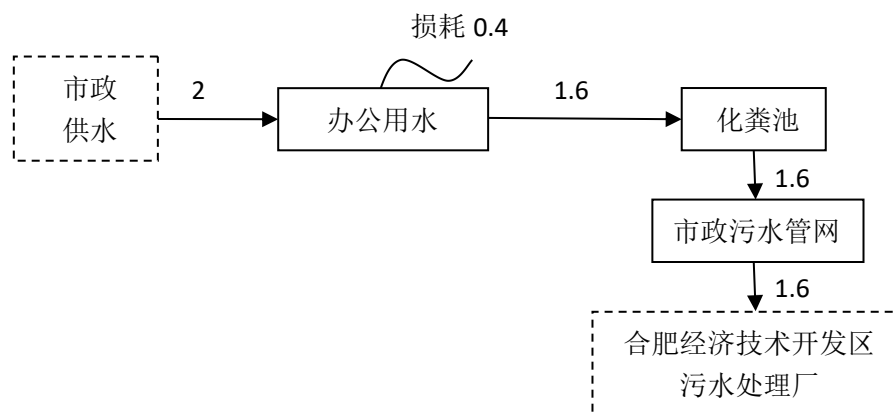 损耗 0.4
市政
供水
2
办公用水
1.6
化粪池
1.6
市政污水管网
1.6
合肥经济技术开发区
污水处理厂